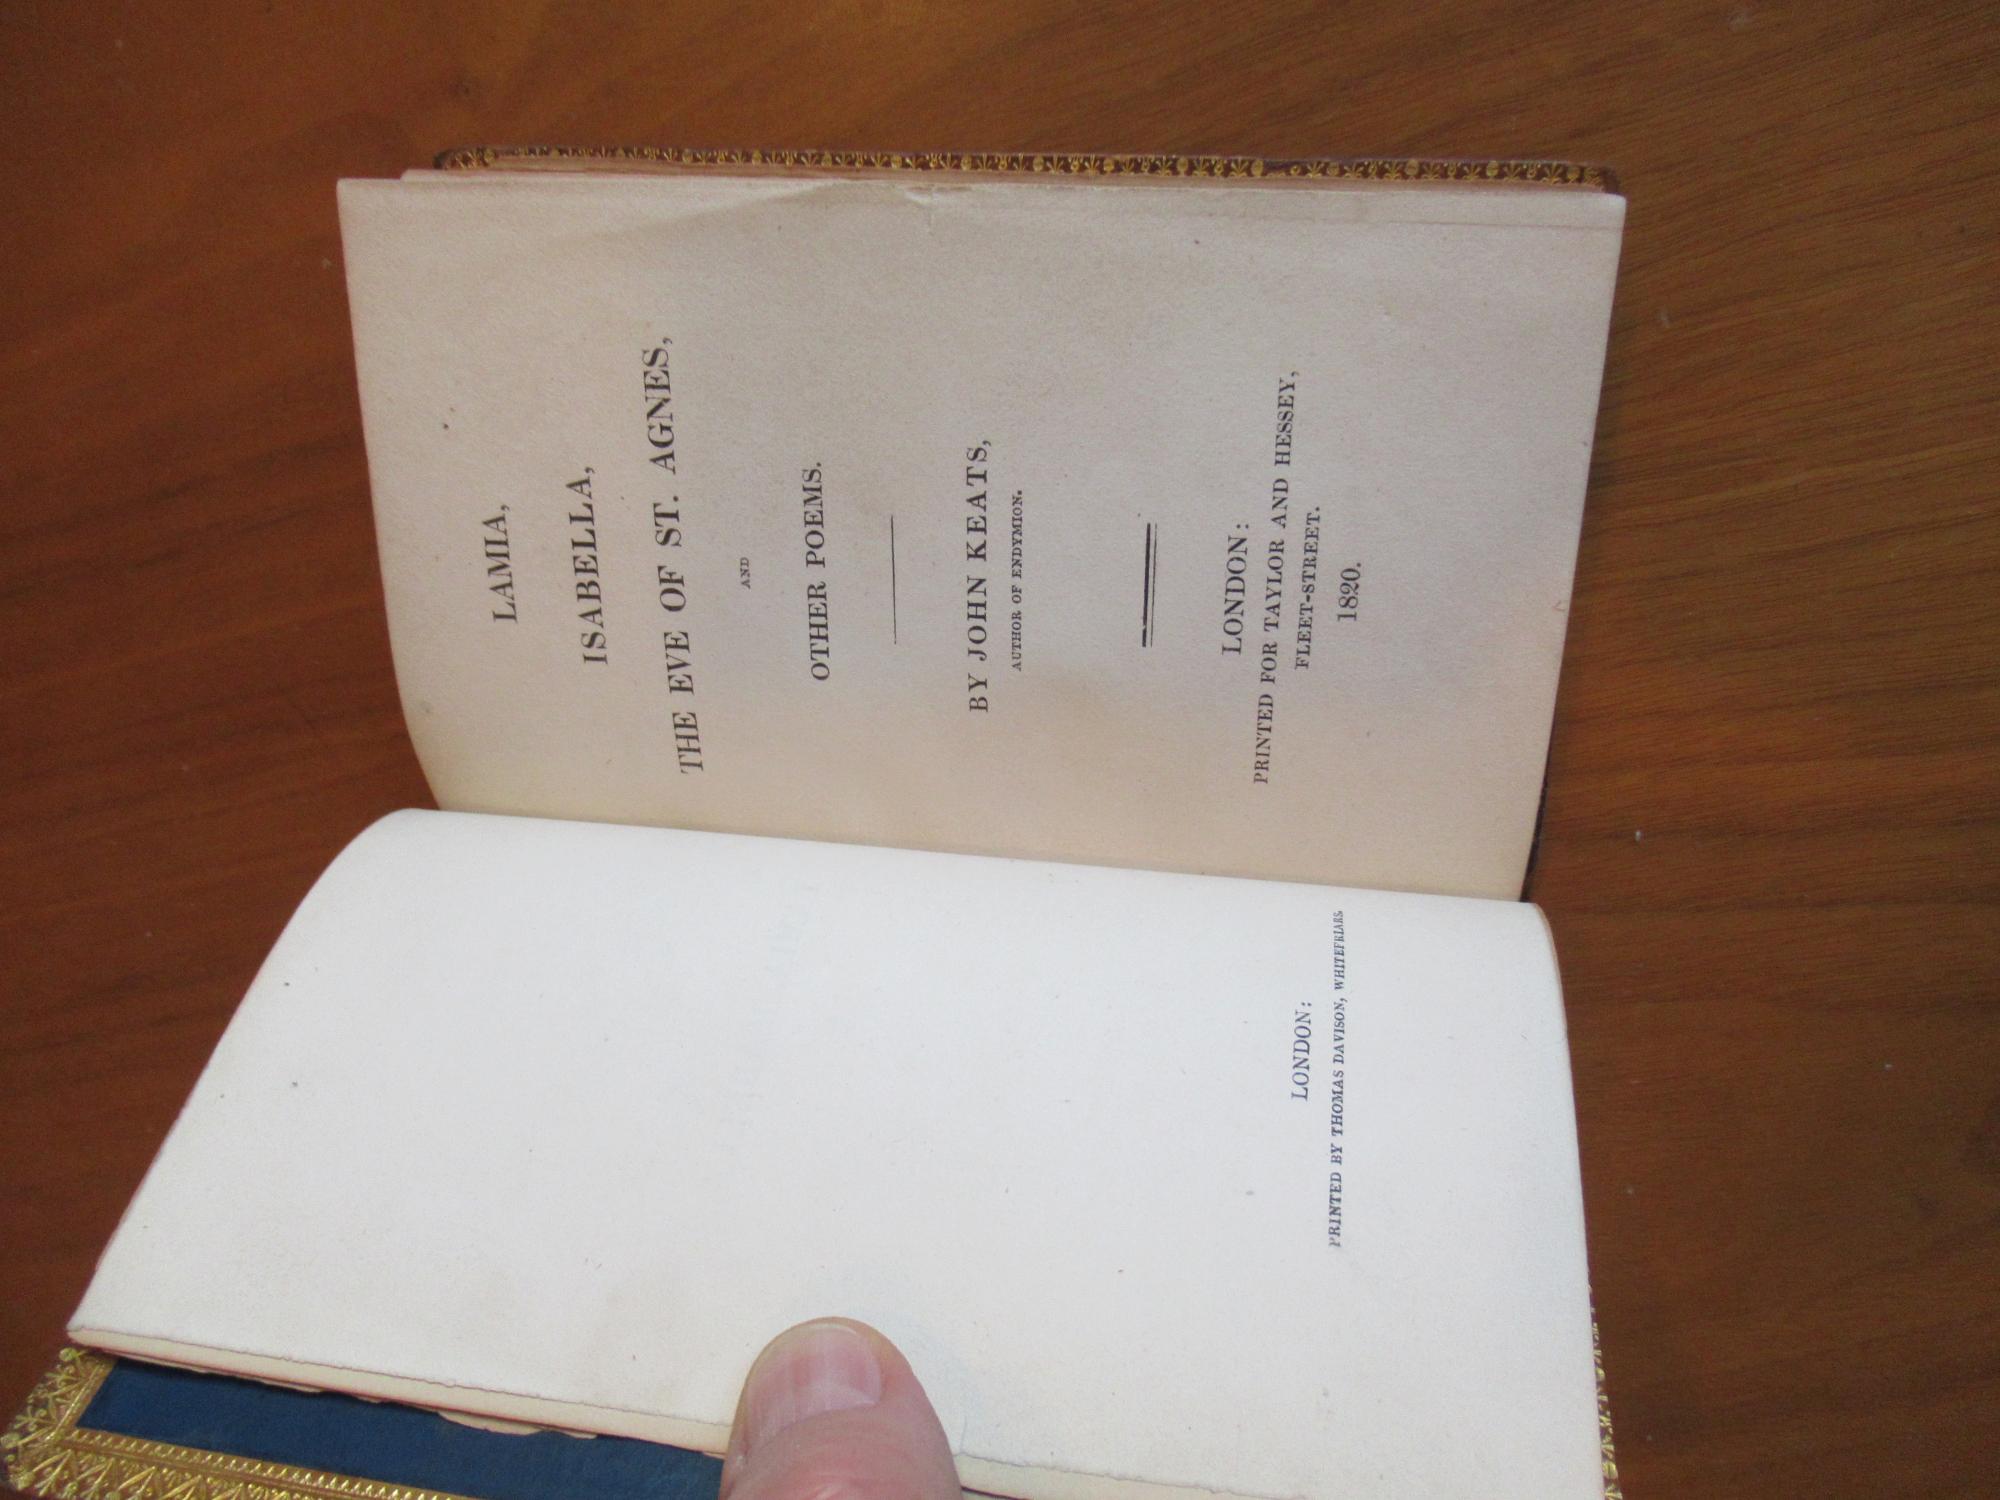 LONDON:
PRINTED BY THOMAS DAVISON, WHITEFRIARS.
LAMIA,
ISABELLA,
THE EVE OF ST. AGNES,
AND
OTHER POEMS.
BY JOHN KEATS,
AUTHOR OF ENDYMION.
LONDON:
PRINTED FOR TAYLOR AND HESSEY,
FLEET-STREET.
1820.